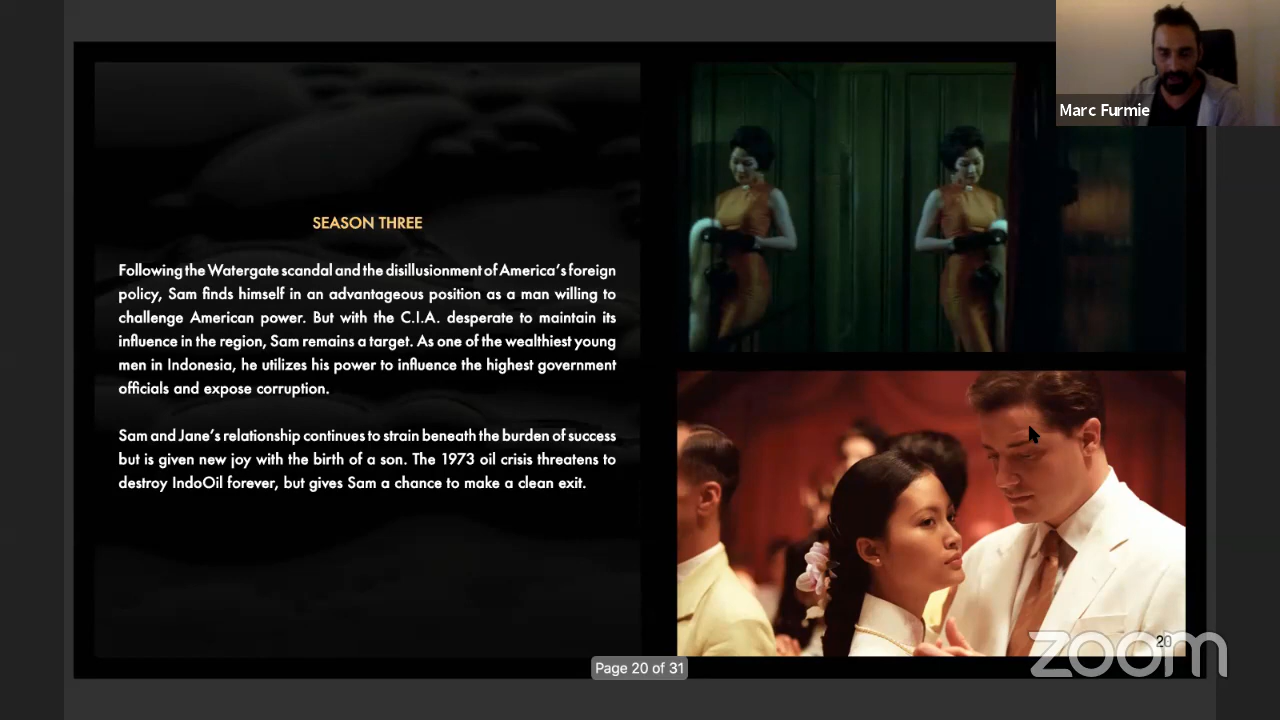 Marc Furmie
SEASON THREE
Following the Watergate scandal and the disillusionment of America's foreign
policy, Sam finds himself in an advantageous position as a man willing to
challenge American power. But with the C.I.A. desperate to maintain its
influence in the region, Sam remains a target. As one of the wealthiest young
men in Indonesia, he utilizes his power to influence the highest government
officials and expose corruption.
Sam and Jane's relationship continues to strain beneath the burden of success
but is given new joy with the birth of a son. The 1973 oil crisis threatens to
destroy IndoOil forever, but gives Sam a chance to make a clean exit.
20
zoom
Page 20 of 31